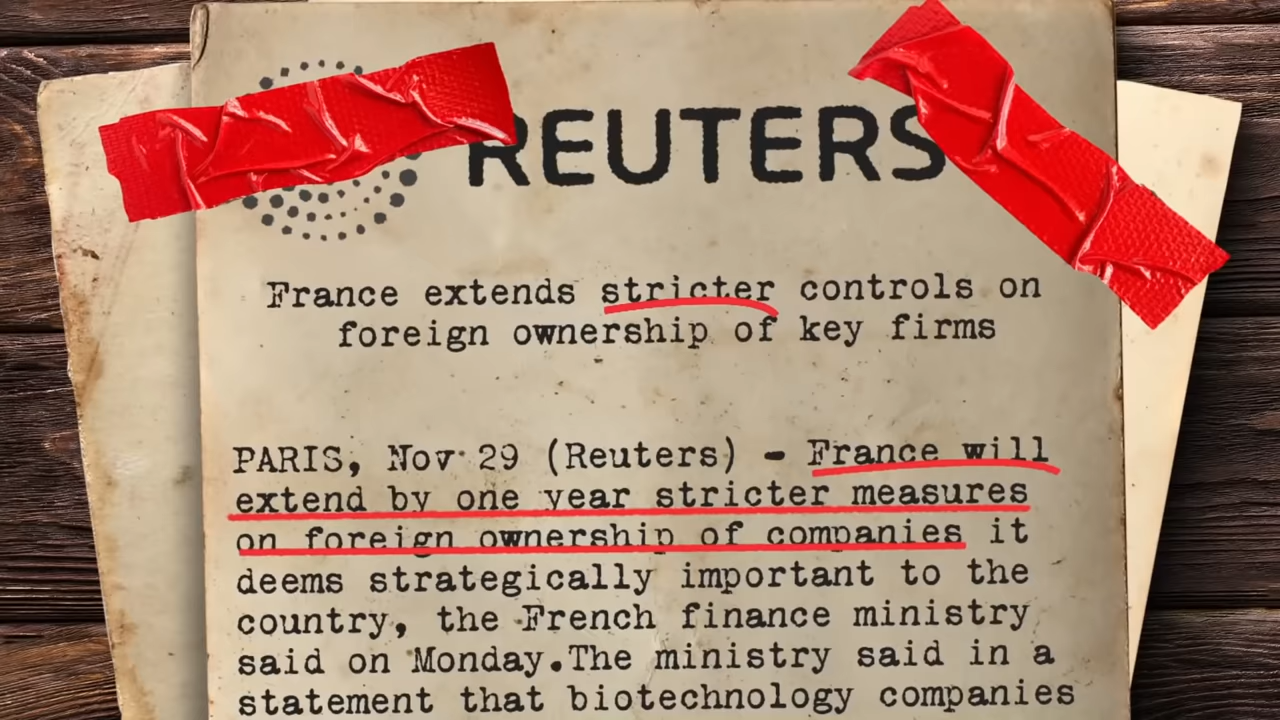 REUTERS
France extends stricter controls on
foreign ownership of key firms
PARIS, Nov 29 (Reuters) - France will
extend by one year stricter measures
on foreign ownership of companies it
deems strategically important to the
country, the French finance ministry
said on Monday.The ministry said in a
statement that biotechnology companies